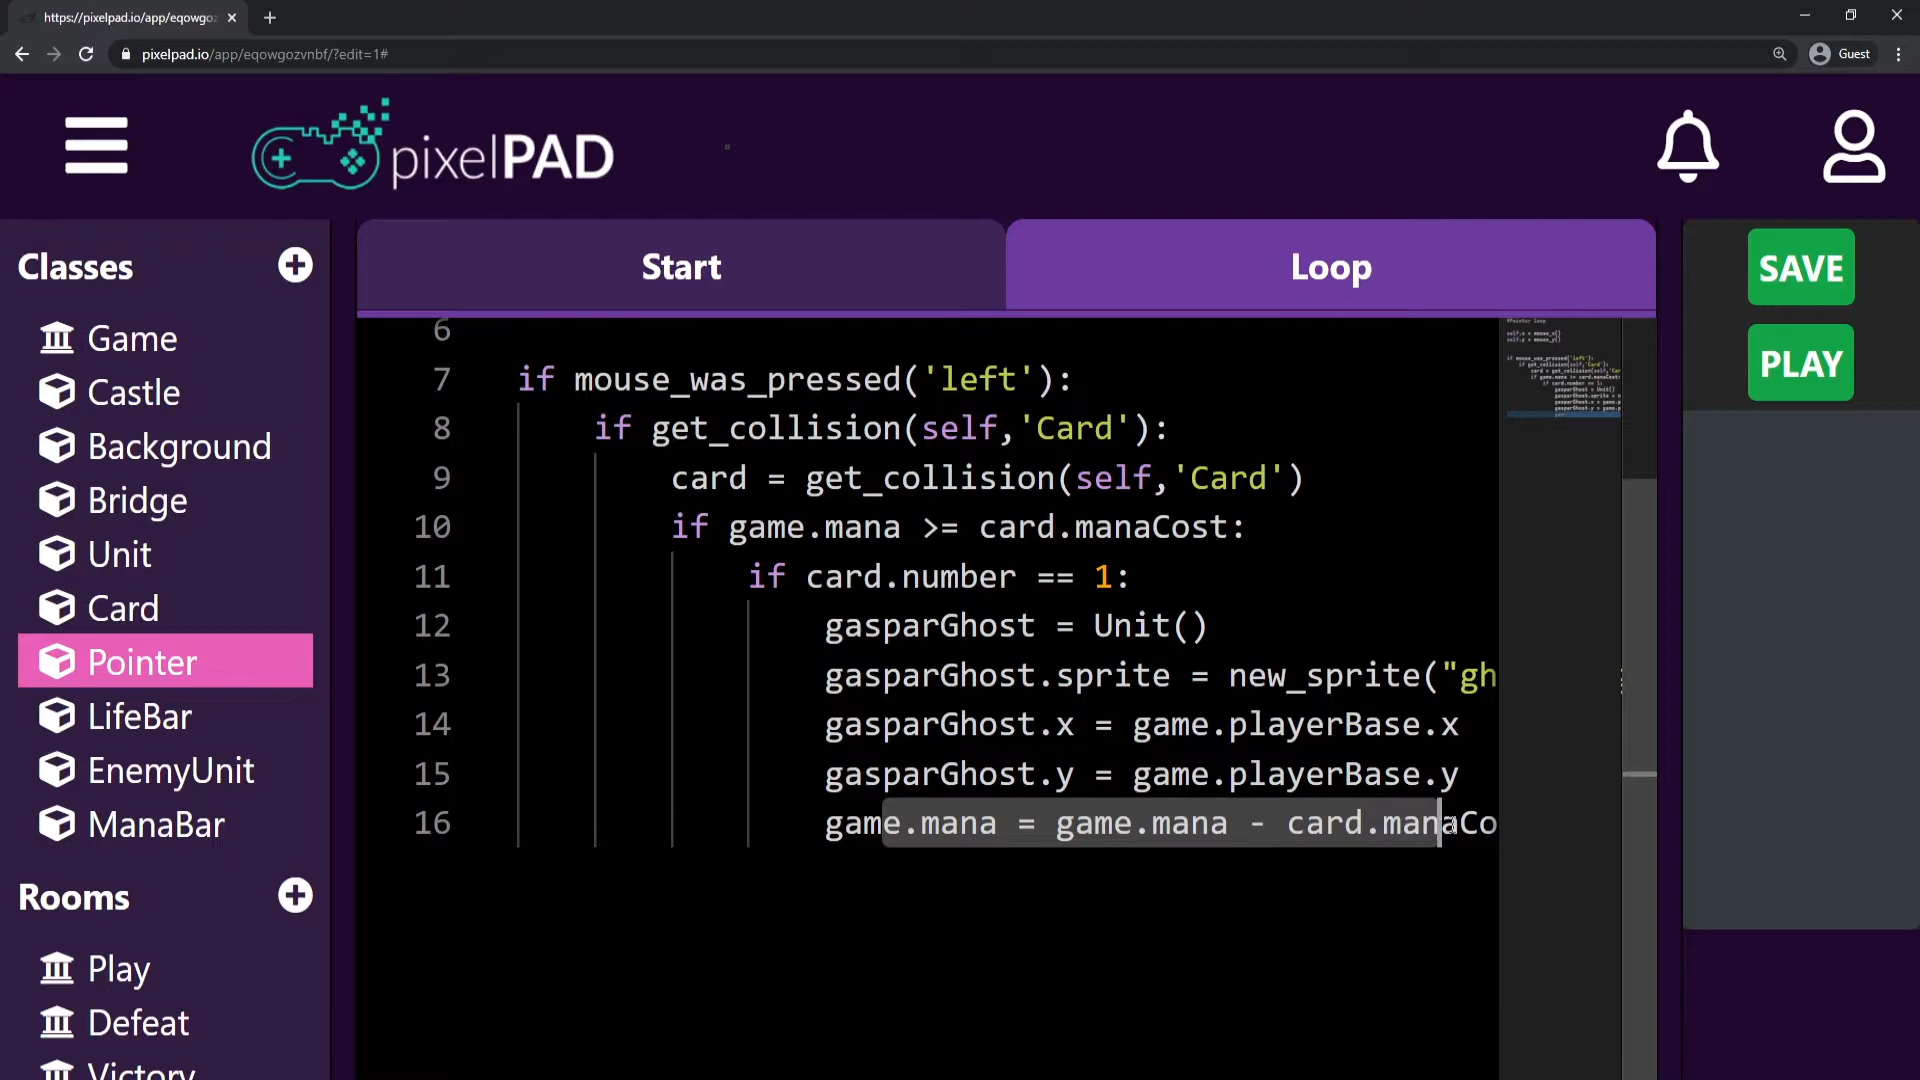 https://pixelpad.io/app/eqowgoz
pixelpad.io/app/eqowgozvnbf/?edit=1#
Guest
pixelPAD
Classes
Game
Castle
Background
Bridge
Unit
Card
Pointer
LifeBar
EnemyUnit
ManaBar
Rooms
Play
Defeat
Victory
Start
Loop
6
7 if mouse_was_pressed('left'):
8 if get_collision(self,'Card'):
9 card = get_collision(self,'Card')
10 if game.mana >= card.manaCost:
11 if card.number == 1:
12 gasparGhost = Unit()
13 gasparGhost.sprite = new_sprite("gh
14 gasparGhost.x = game.playerBase.x
15 gasparGhost.y = game.playerBase.y
16 game.mana = game.mana - card.manaCo
SAVE
PLAY